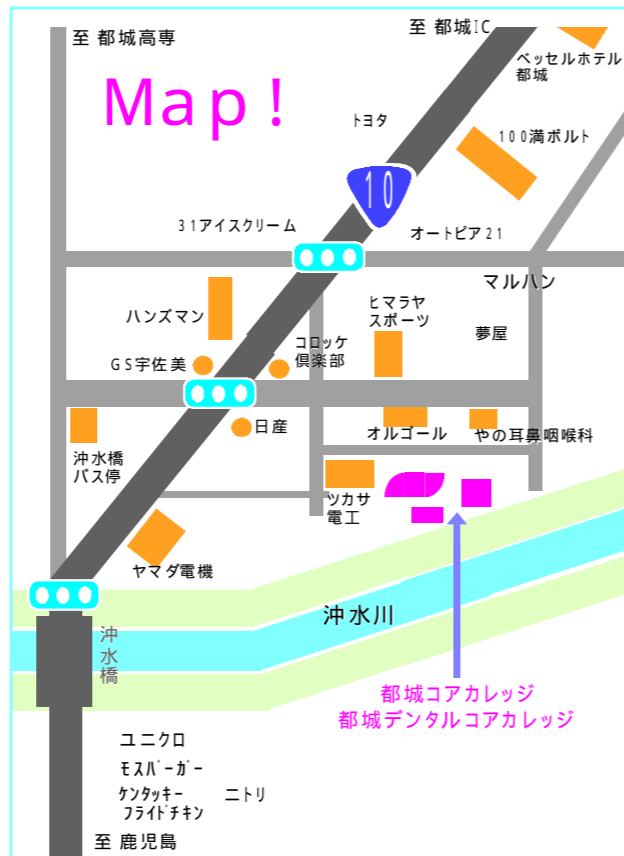 至 都城高専
至 都城IC
Map!
ベッセルホテル
都城
トヨタ
100満ボルト
10
31アイスクリーム
オートピア21
マルハン
ハンズマン
ヒマラヤ
スポーツ
夢屋
コロッケ
倶楽部
GS宇佐美
日産
オルゴール
やの耳鼻咽喉科
沖水橋
バス停
ツカサ
電工
ヤマダ電機
沖水川
沖水橋
都城コアカレッジ
都城デンタルコアカレッジ
ユニクロ
モスバーガー
ケンタッキー
フライドチキン
ニトリ
至 鹿児島